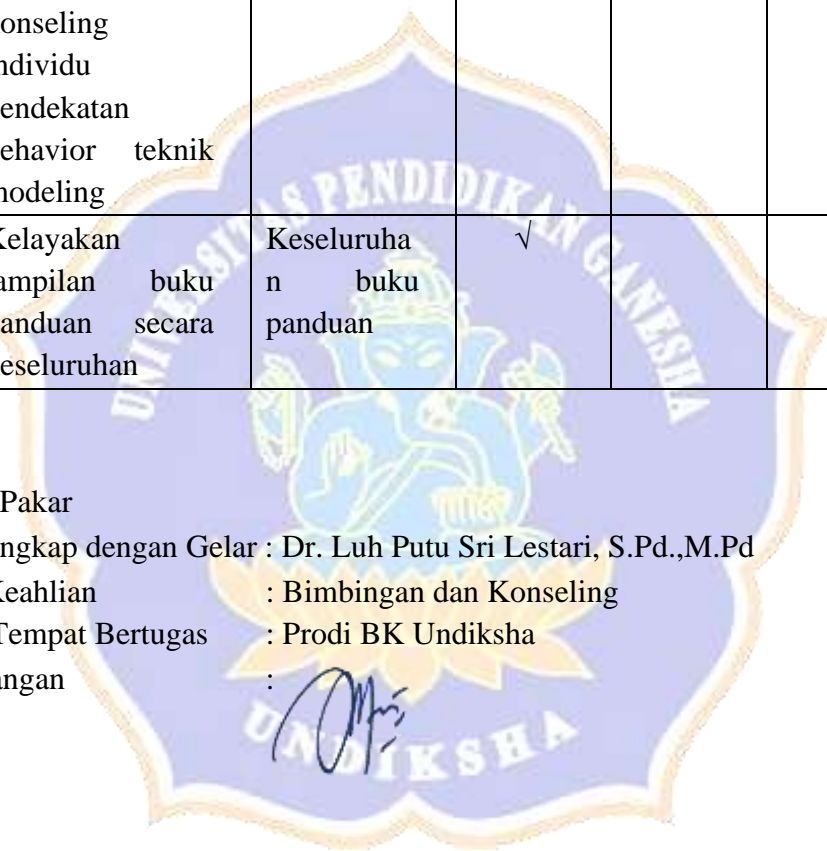 onseling
ndividu
endekatan
ehavior teknik
nodeling
Kelayakan
ampilan buku
anduan secara
eseluruhan
Keseluruha
n buku
panduan
√
UNIVERSITAS PENDIDIKAN GANESHA
Pakar
ngkap dengan Gelar : Dr. Luh Putu Sri Lestari, S.Pd.,M.Pd
Keahlian : Bimbingan dan Konseling
Tempat Bertugas : Prodi BK Undiksha
angan :
UNDIKSHA